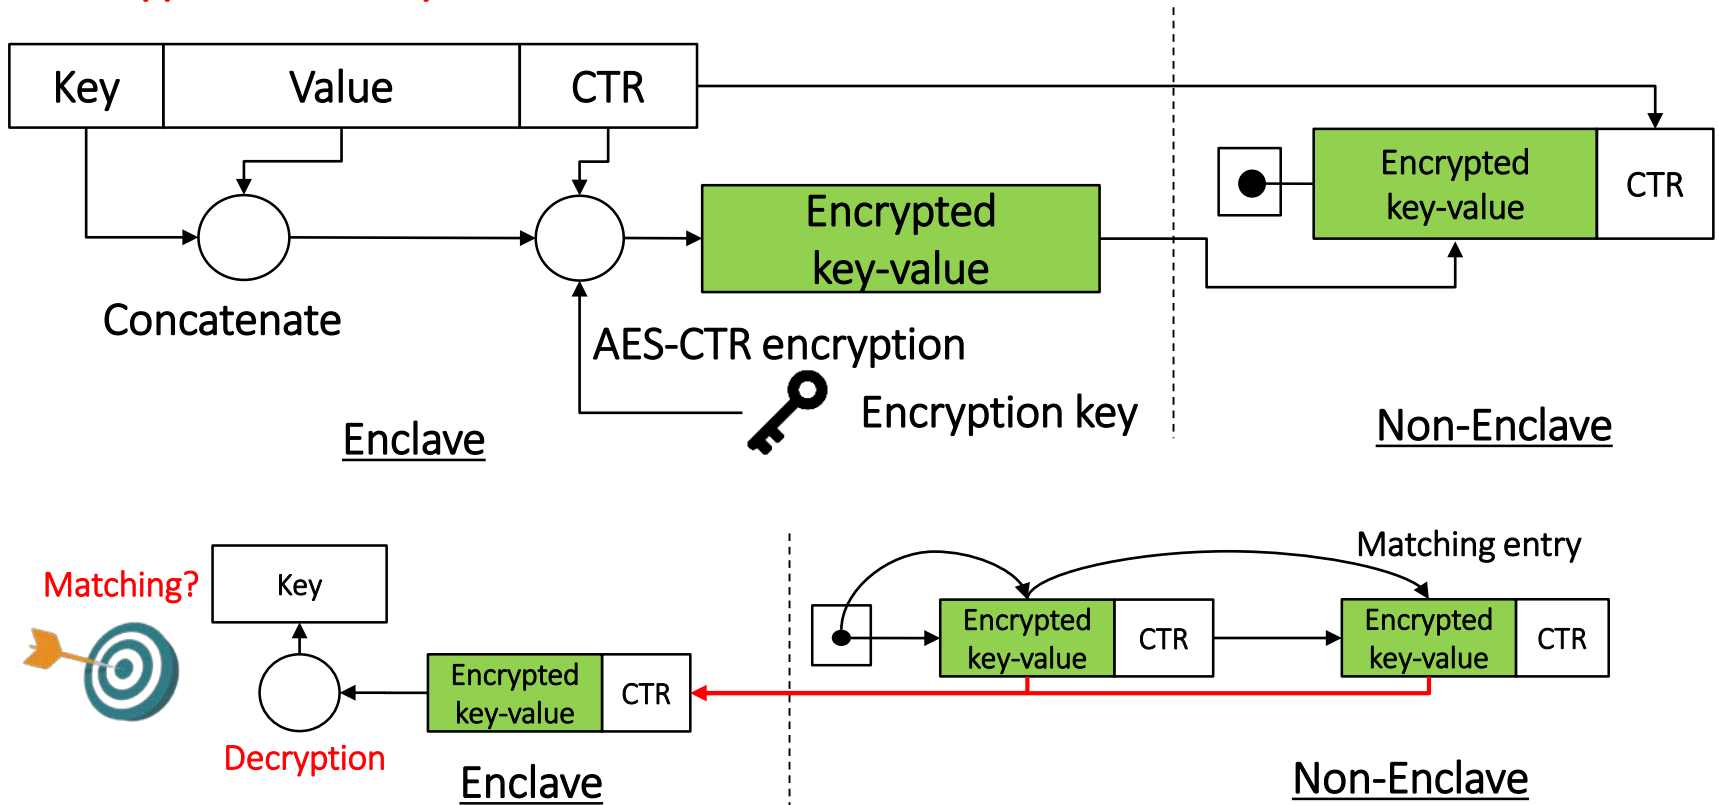 Key
Value
CTR
Encrypted
key-value
CTR
Encrypted
key-value
Concatenate
AES-CTR encryption
Encryption key
Enclave
Non-Enclave
Matching entry
Matching?
Key
Encrypted
key-value
CTR
Encrypted
key-value
CTR
Encrypted
key-value
CTR
Decryption
Enclave
Non-Enclave